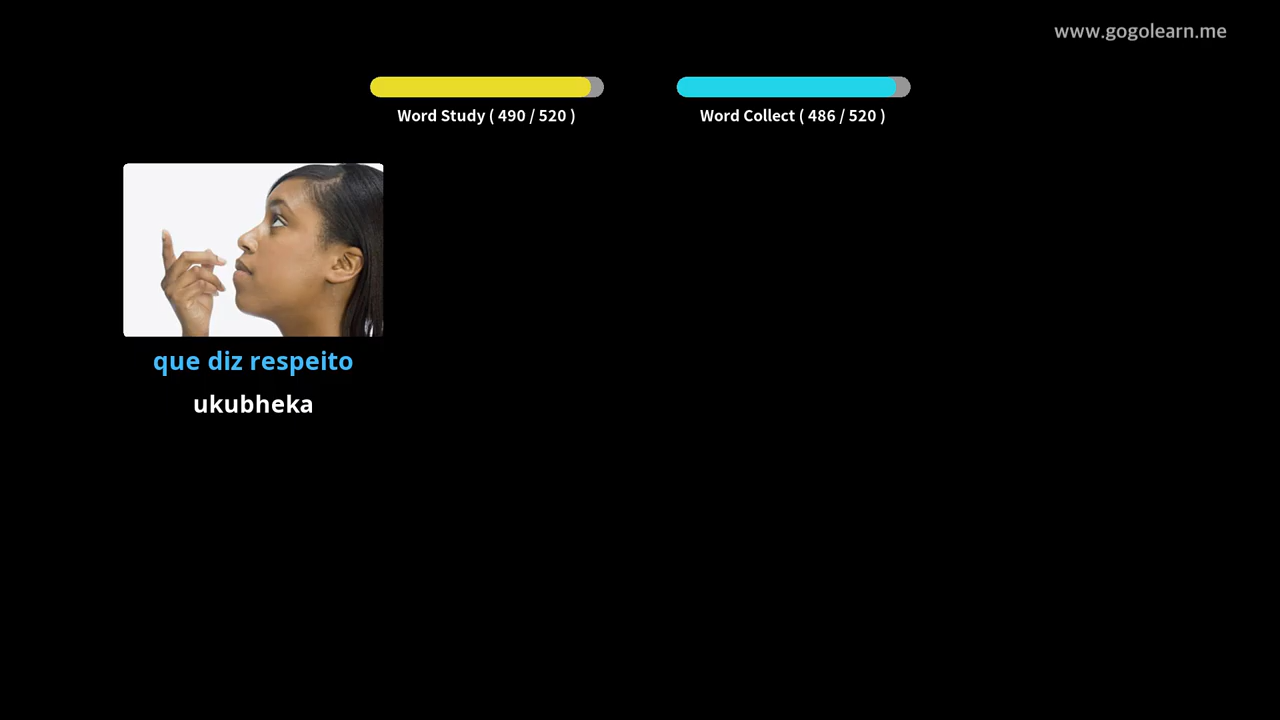 www.gogolearn.me
Word Study ( 490 / 520 )
Word Collect ( 486 / 520 )
que diz respeito
ukubheka